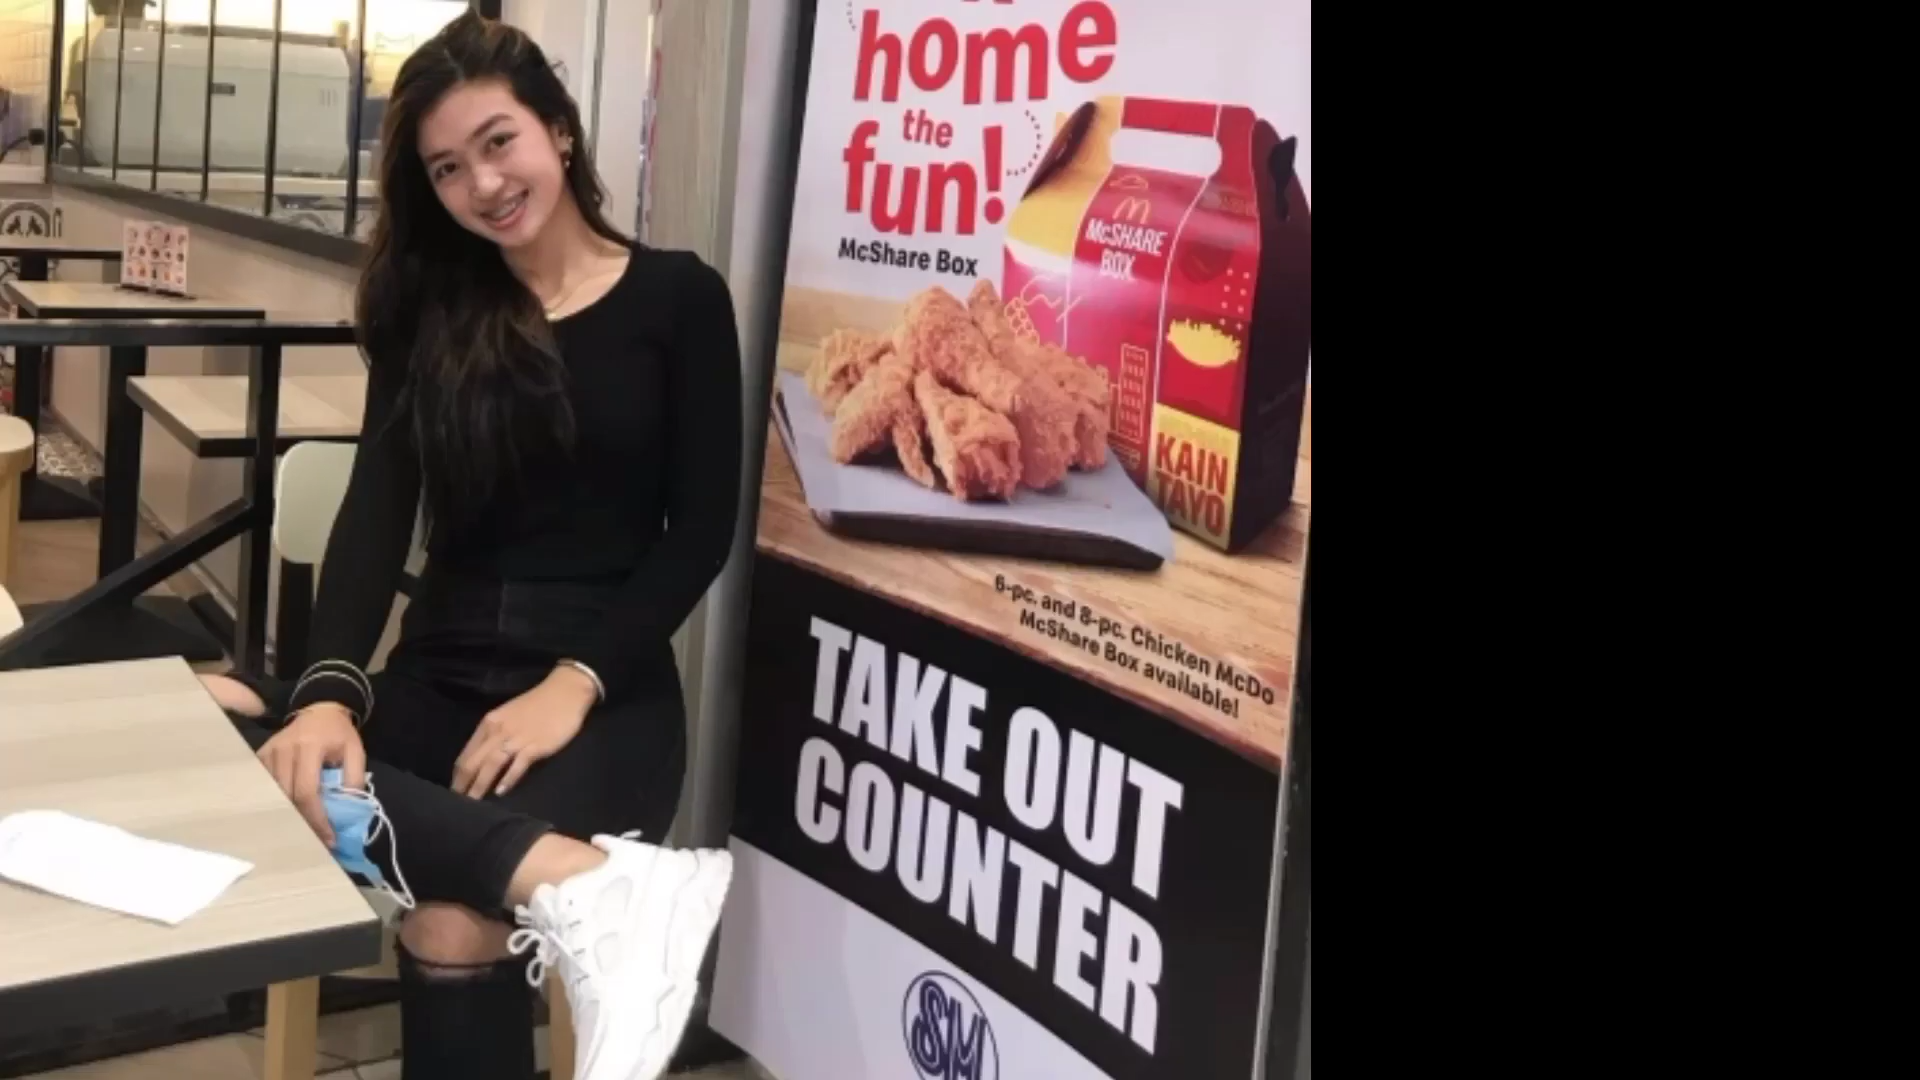 home
the
fun!
McShare Box
McSHARE
BOX
KAIN
TAYO
6-pc. and 8-pc. Chicken McDo
McShare Box available!
TAKE OUT
COUNTER
SM